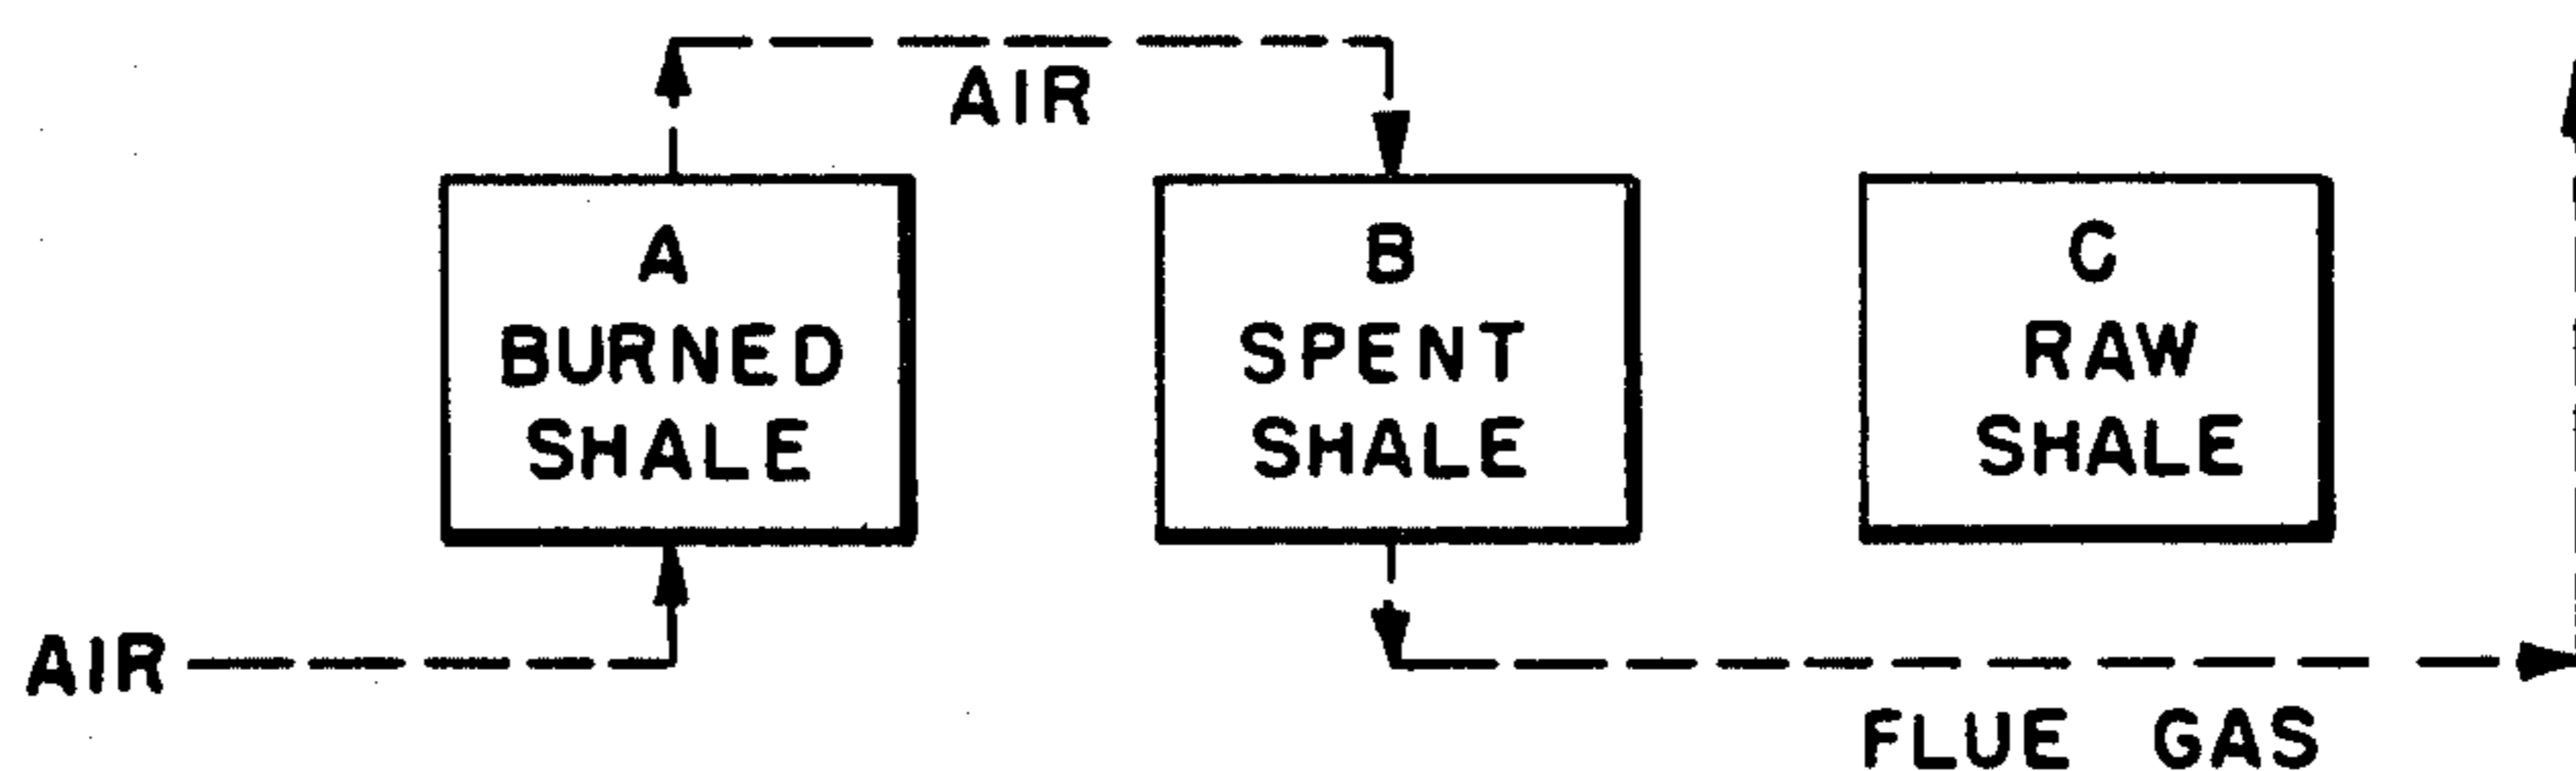 AIR
A
BURNED
SHALE
B
SPENT
SHALE
C
RAW
SHALE
AIR
FLUE GAS